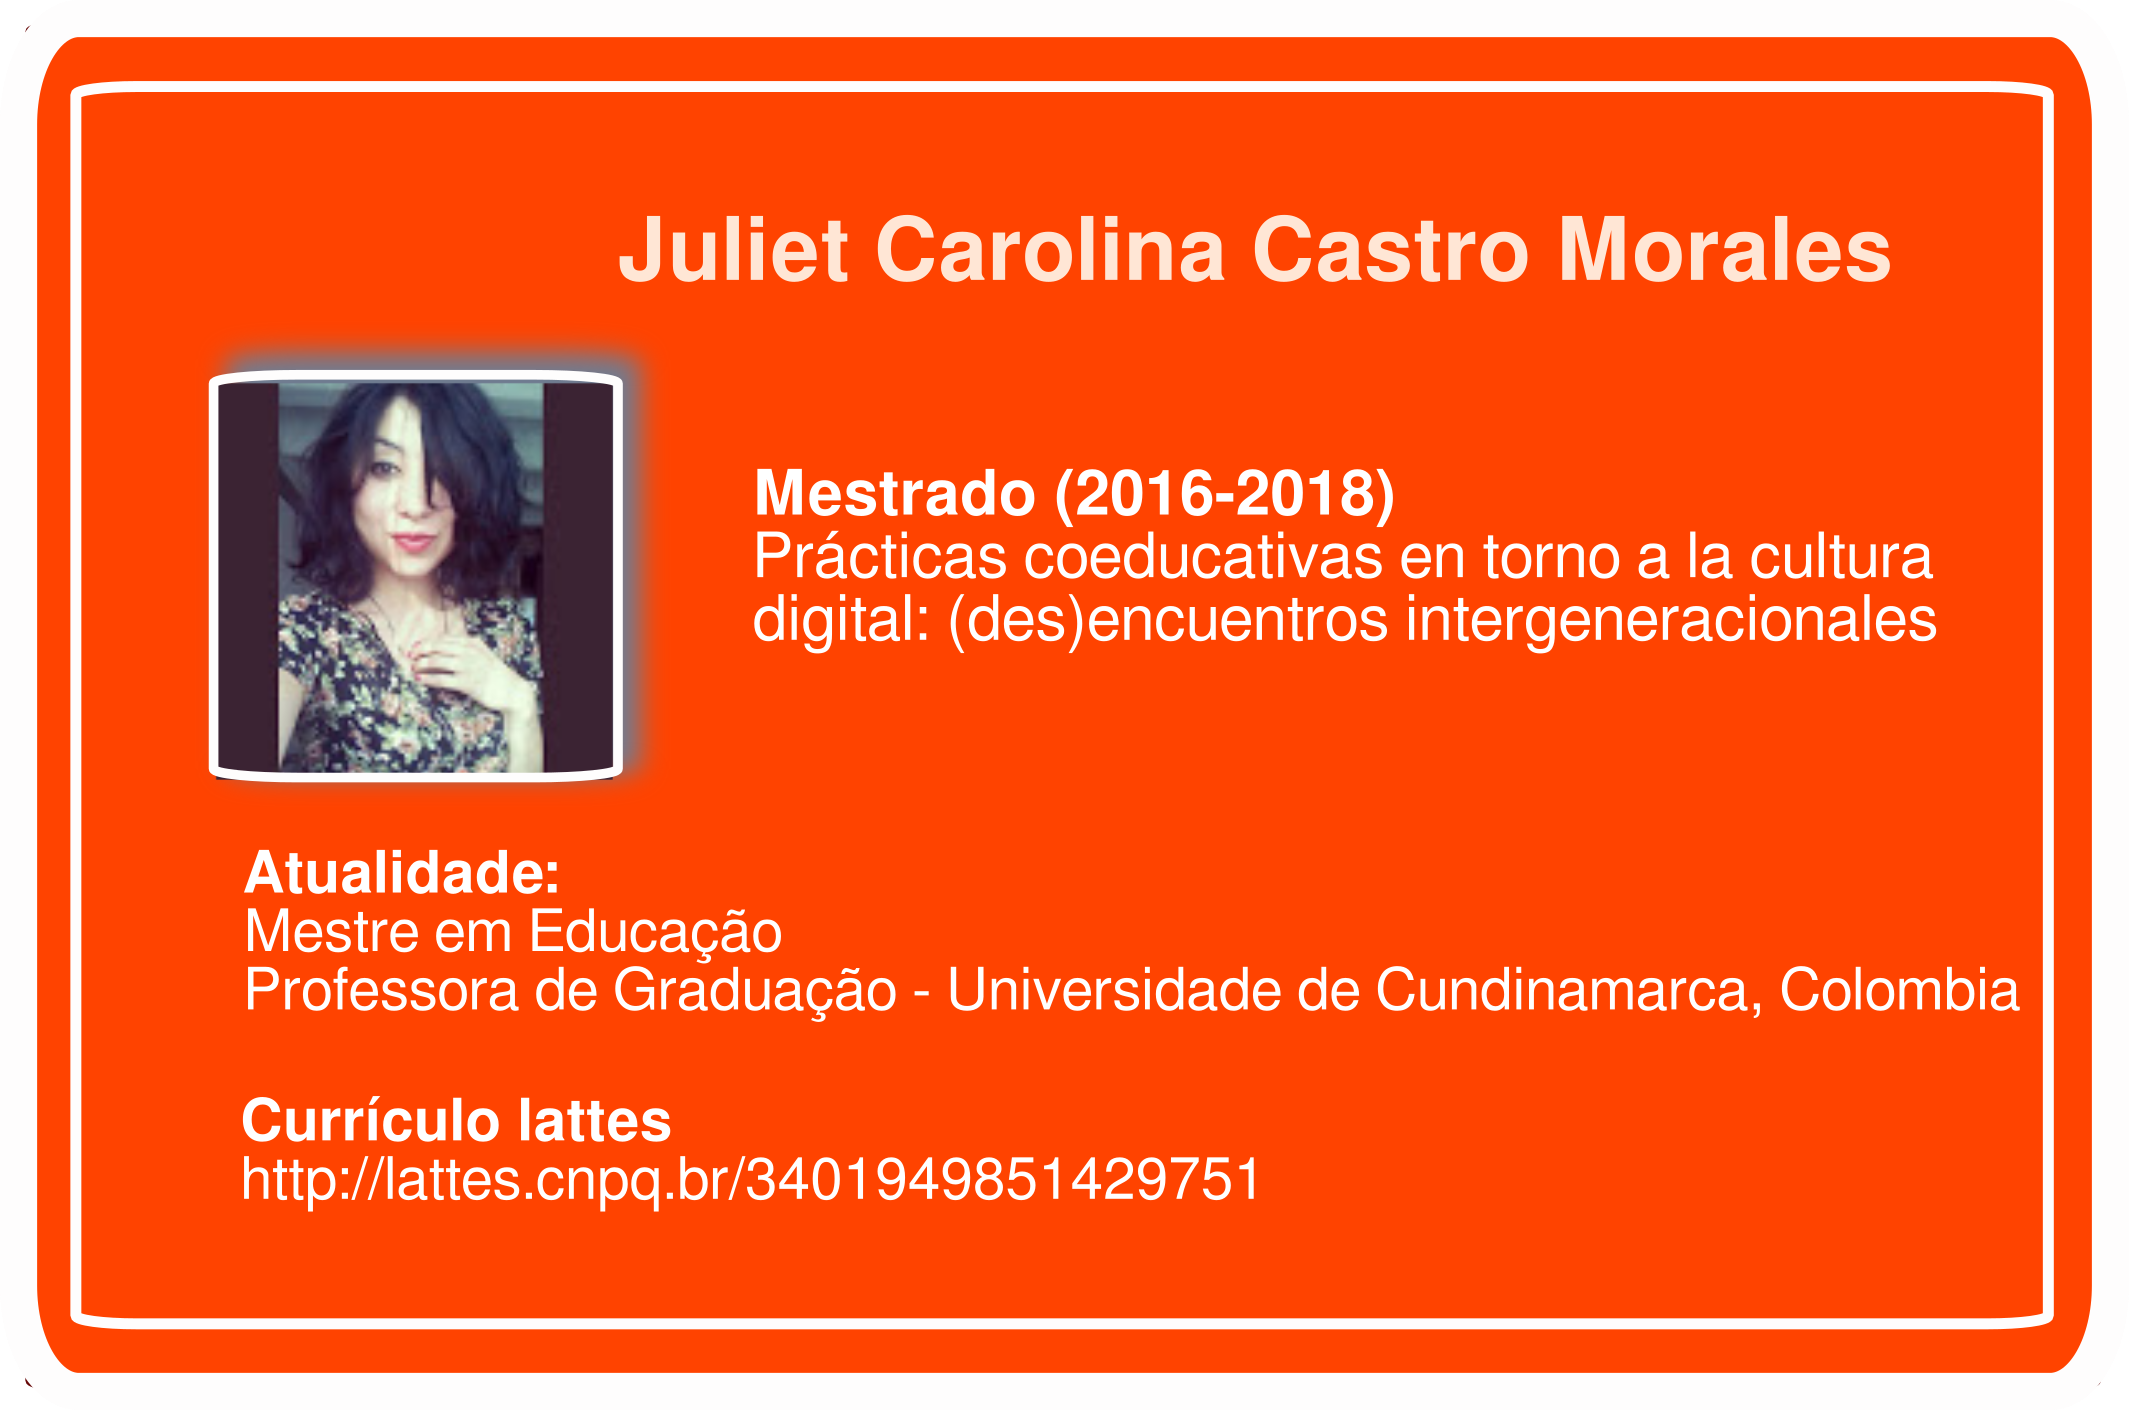 Juliet Carolina Castro Morales
Mestrado (2016-2018)
Prácticas coeducativas en torno a la cultura
digital: (des)encuentros intergeneracionales
Atualidade:
Mestre em Educação
Professora de Graduação - Universidade de Cundinamarca, Colombia
Currículo lattes
http://lattes.cnpq.br/3401949851429751